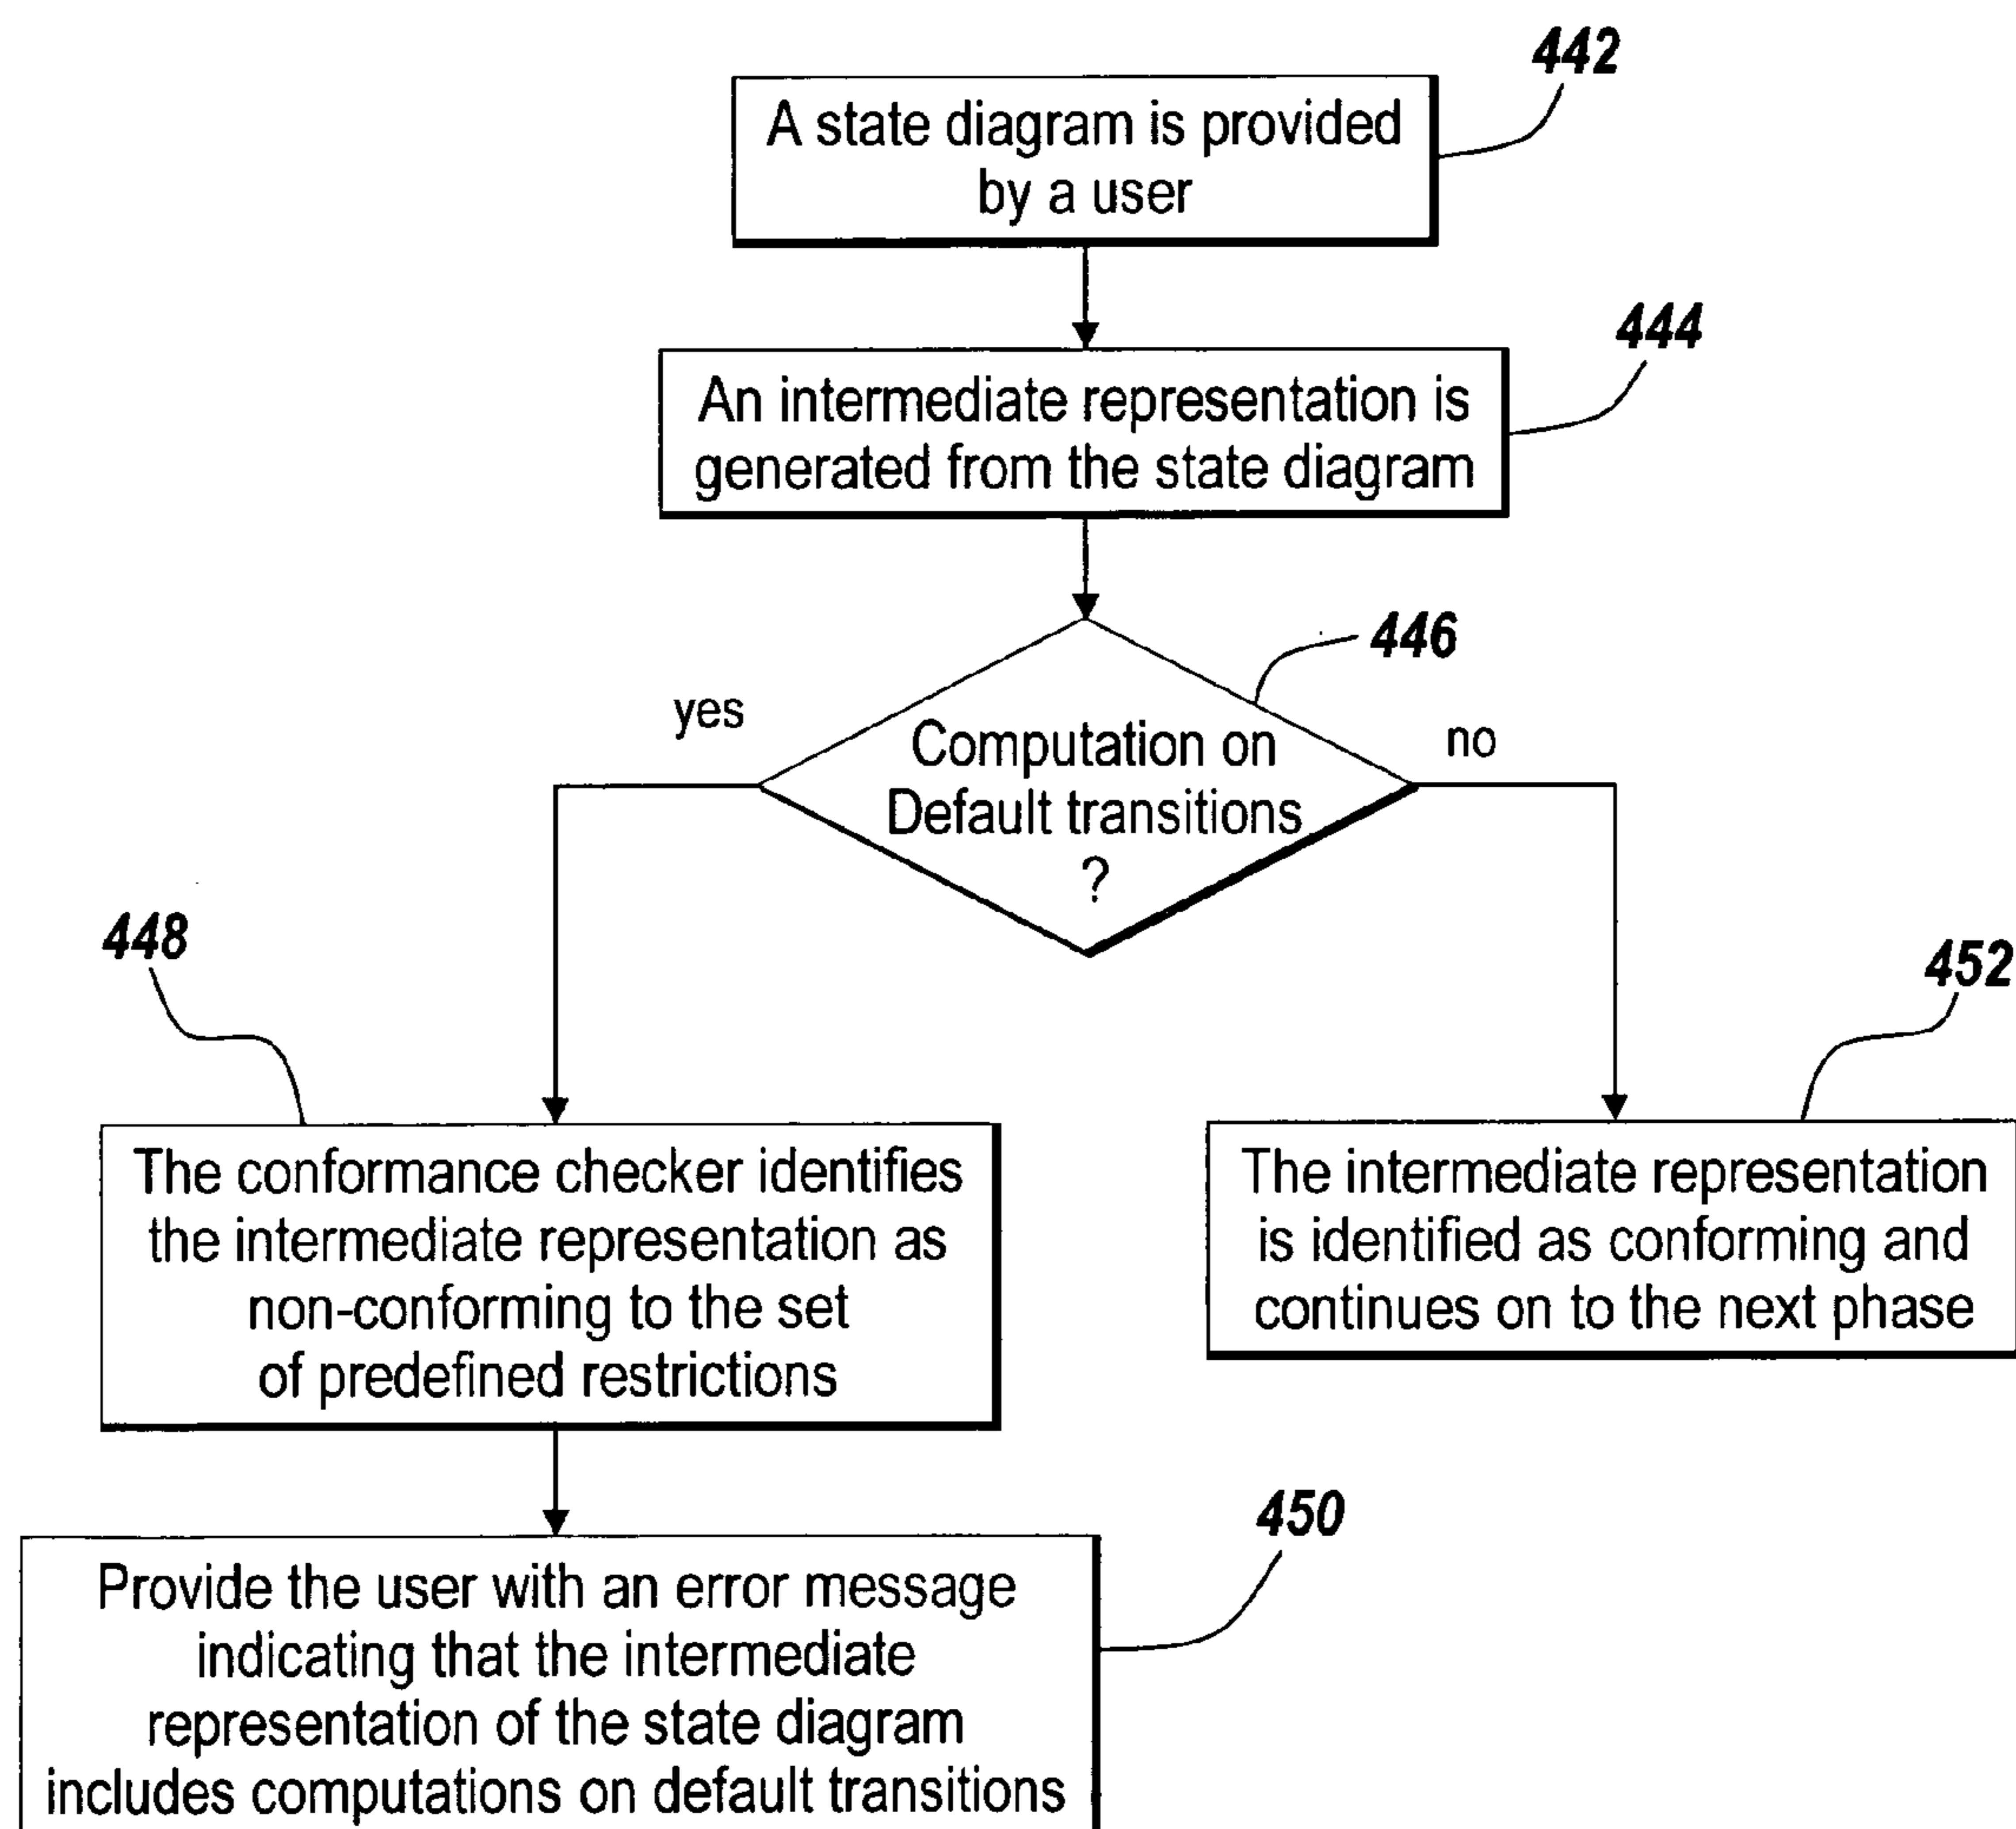 442
A state diagram is provided
by a user
444
An intermediate representation is
generated from the state diagram
446
yes
no
Computation on
Default transitions
?
448
452
The conformance checker identifies
the intermediate representation as
non-conforming to the set
of predefined restrictions
The intermediate representation
is identified as conforming and
continues on to the next phase
450
Provide the user with an error message
indicating that the intermediate
representation of the state diagram
includes computations on default transitions